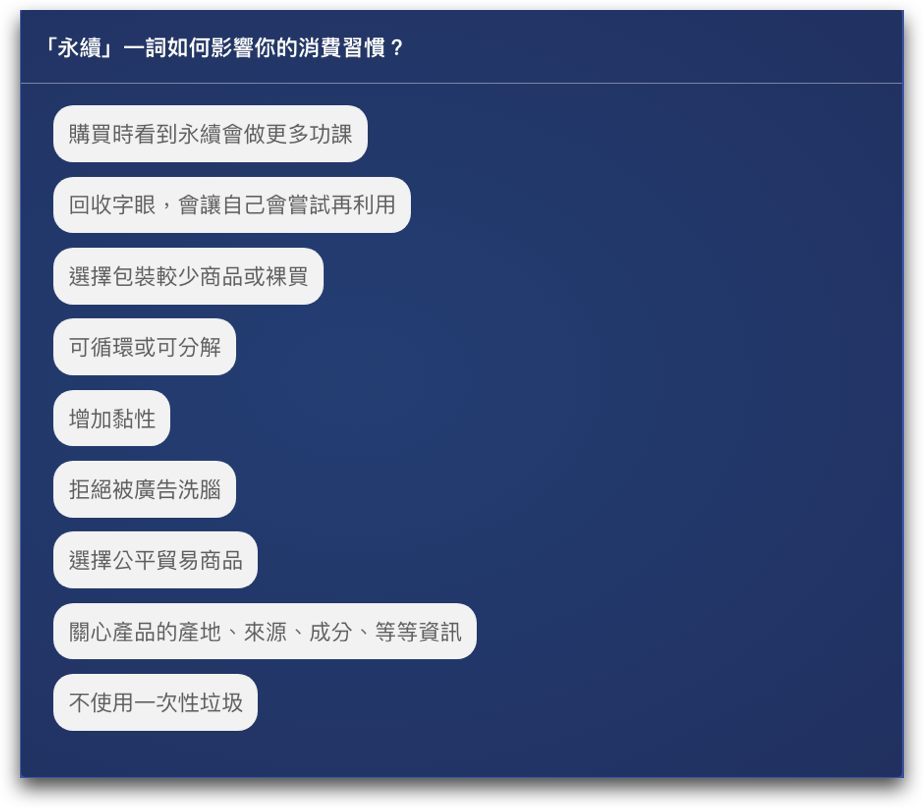 「永續」一詞如何影響你的消費習慣？
購買時看到永續會做更多功課
回收字眼，會讓自己會嘗試再利用
選擇包裝較少商品或裸買
可循環或可分解
增加黏性
拒絕被廣告洗腦
選擇公平貿易商品
關心產品的產地、來源、成分、等等資訊
不使用一次性垃圾